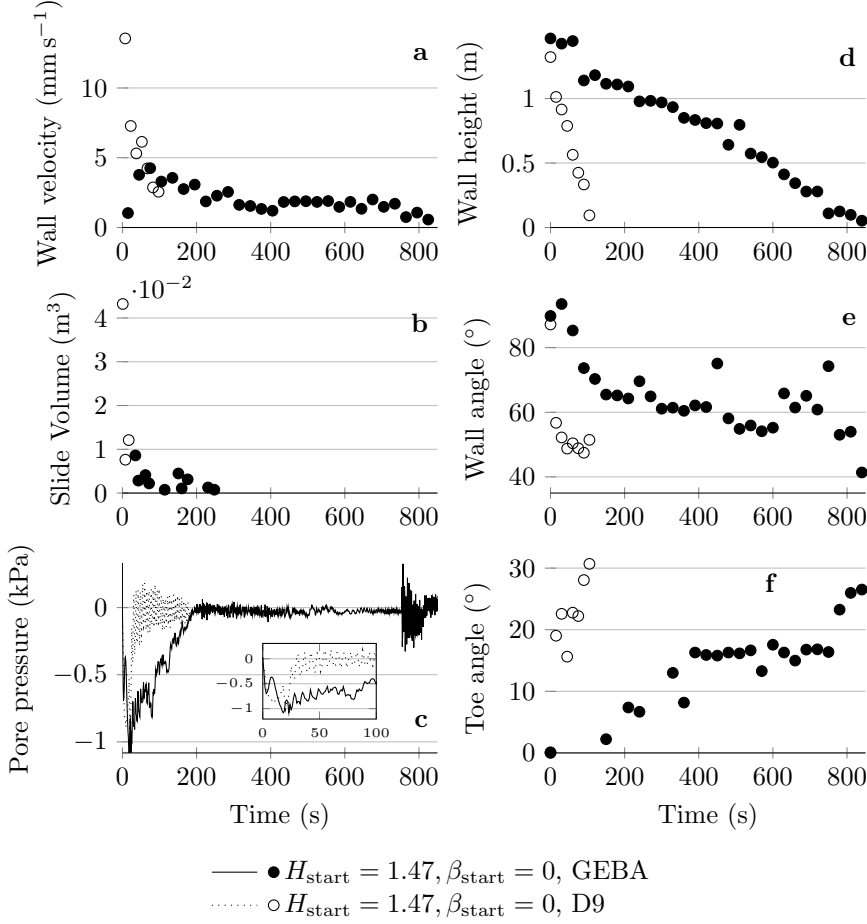 a
Wall velocity (mm s⁻¹)
10
5
0
0 200 400 600 800
d
Wall height (m)
1
0.5
0
0 200 400 600 800
·10⁻²
b
Slide Volume (m³)
4
2
1
0
0 200 400 600 800
e
Wall angle (°)
80
60
40
0 200 400 600 800
c
Pore pressure (kPa)
0
−0.5
−1
0 200 400 600 800
Time (s)
0
−0.5
−1
0 50 100
f
Toe angle (°)
30
20
10
0
0 200 400 600 800
Time (s)
H_start = 1.47, β_start = 0, GEBA
H_start = 1.47, β_start = 0, D9